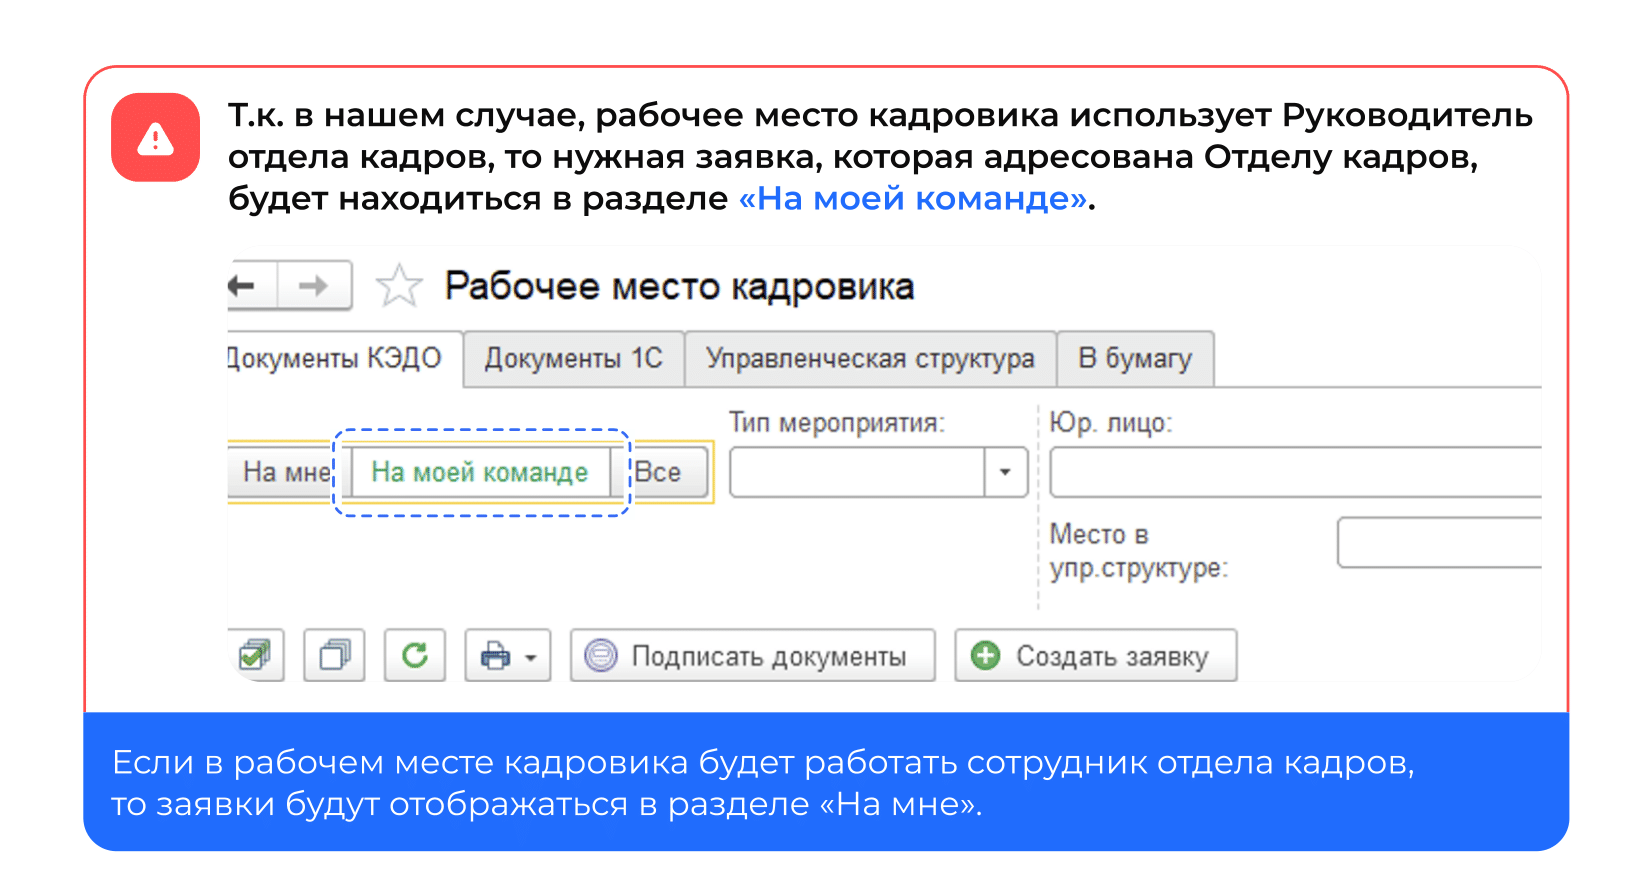 Т.к. в нашем случае, рабочее место кадровика использует Руководитель
отдела кадров, то нужная заявка, которая адресована Отделу кадров,
будет находиться в разделе «На моей команде».
Рабочее место кадровика
Документы КЭДО Документы 1С Управленческая структура В бумагу
Тип мероприятия: Юр. лицо:
На мне На моей команде Все
Место в
упр.структуре:
Подписать документы Создать заявку
Если в рабочем месте кадровика будет работать сотрудник отдела кадров,
то заявки будут отображаться в разделе «На мне».